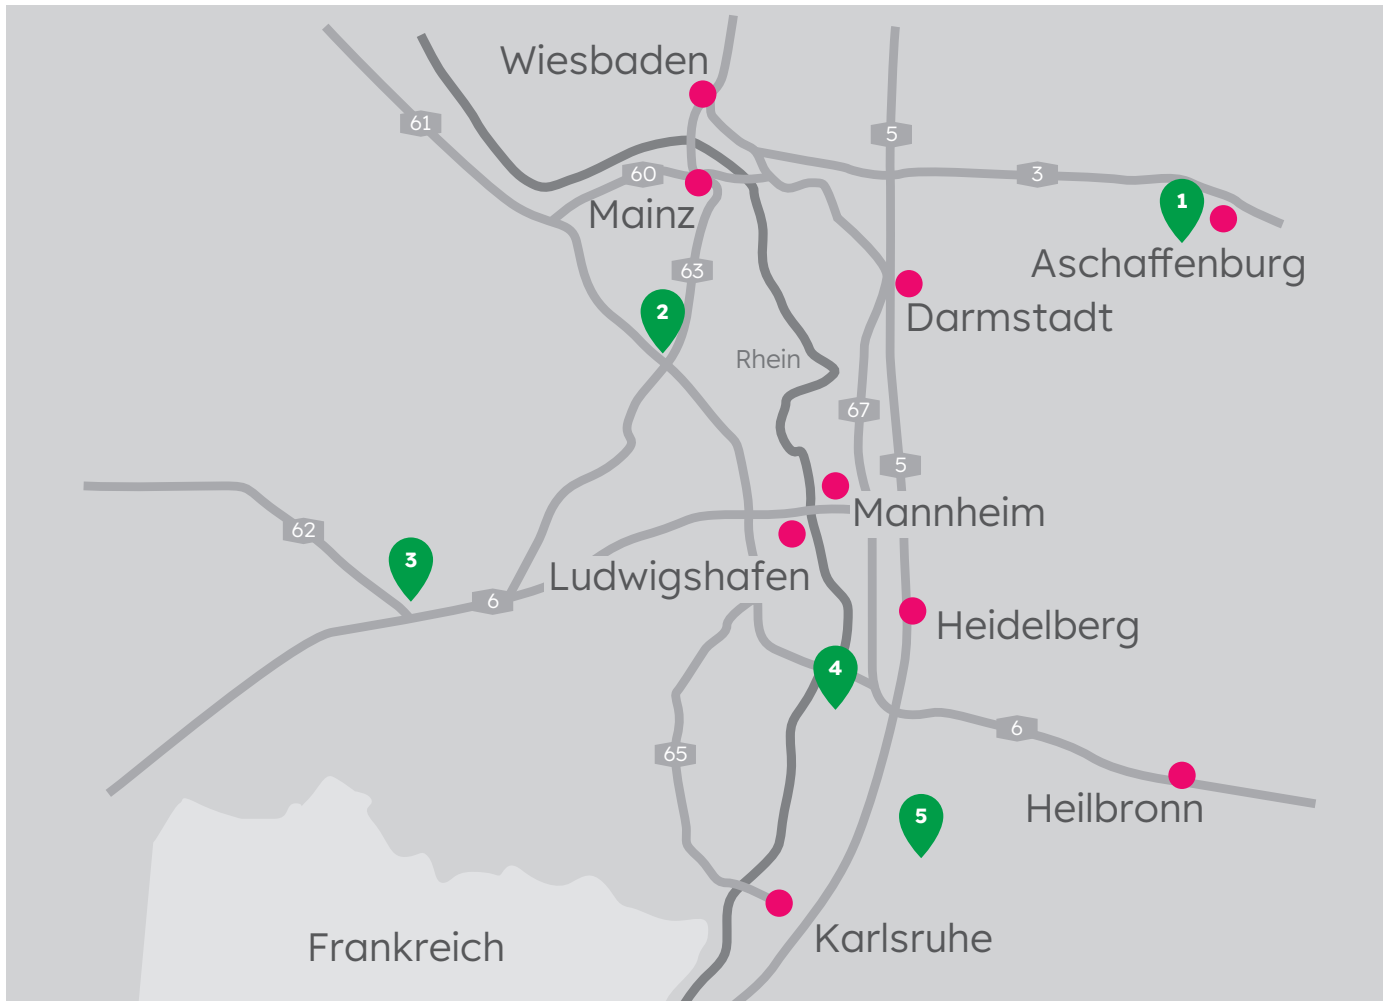 Wiesbaden
61
5
60
3
1
Mainz
Aschaffenburg
63
2
Darmstadt
Rhein
67
5
Mannheim
62
3
Ludwigshafen
6
Heidelberg
4
6
65
Heilbronn
5
Karlsruhe
Frankreich